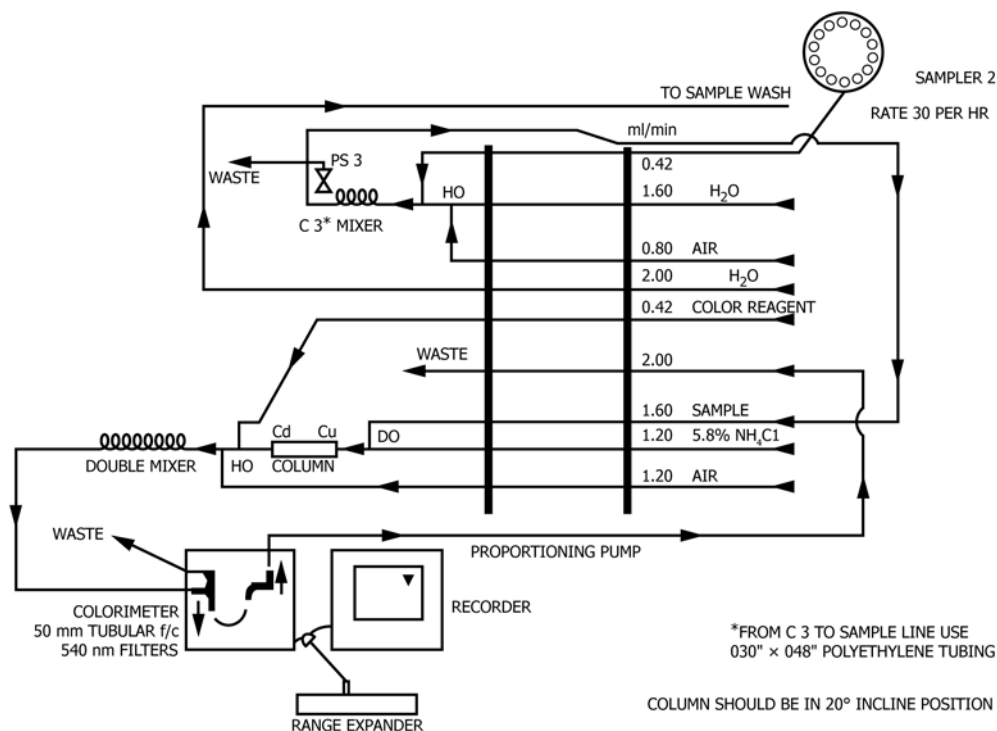 SAMPLER 2
TO SAMPLE WASH
RATE 30 PER HR
ml/min
PS 3
WASTE
0.42
HO
1.60 H₂O
C 3* MIXER
0.80 AIR
2.00 H₂O
0.42 COLOR REAGENT
WASTE
2.00
1.60 SAMPLE
Cd Cu
DO
1.20 5.8% NH₄C1
DOUBLE MIXER
HO
COLUMN
1.20 AIR
WASTE
PROPORTIONING PUMP
COLORIMETER
50 mm TUBULAR f/c
540 nm FILTERS
RECORDER
*FROM C 3 TO SAMPLE LINE USE
030" × 048" POLYETHYLENE TUBING
COLUMN SHOULD BE IN 20° INCLINE POSITION
RANGE EXPANDER